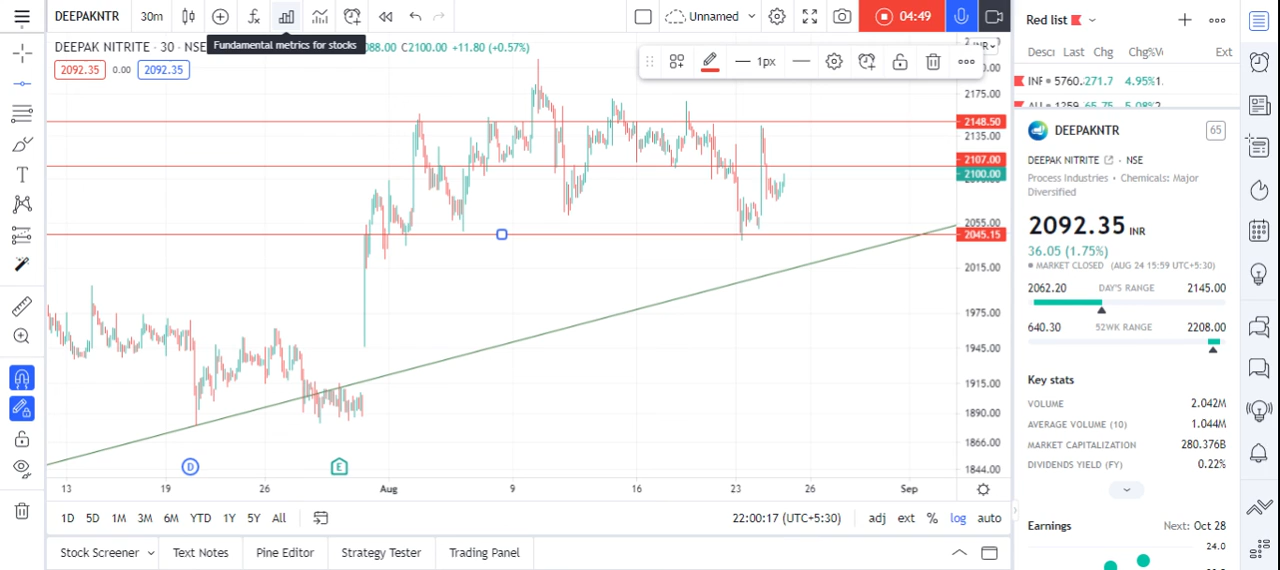 DEEPAKNTR 30m Unnamed 04:49
Fundamental metrics for stocks
DEEPAK NITRITE · 30 · NSE 088.00 C2100.00 +11.80 (+0.57%)
2092.35 0.00 2092.35
1px
2175.00
2148.50
2135.00
2107.00
2100.00
2055.00
2045.15
2015.00
1975.00
1945.00
1915.00
1890.00
1866.00
1844.00
D E
13 19 26 Aug 9 16 23 26 Sep
1D 5D 1M 3M 6M YTD 1Y 5Y All 22:00:17 (UTC+5:30) adj ext % log auto
Stock Screener Text Notes Pine Editor Strategy Tester Trading Panel
Red list
Last Chg Chg% Ext
INF 5760. 271.7 4.95% 1.
DEEPAKNTR 65
DEEPAK NITRITE · NSE
Process Industries · Chemicals: Major
Diversified
2092.35 INR
36.05 (1.75%)
MARKET CLOSED (AUG 24 15:59 UTC+5:30)
2062.20 DAY'S RANGE 2145.00
640.30 52WK RANGE 2208.00
Key stats
VOLUME 2.042M
AVERAGE VOLUME (10) 1.044M
MARKET CAPITALIZATION 280.376B
DIVIDENDS YIELD (FY) 0.22%
Earnings Next: Oct 28
24.0